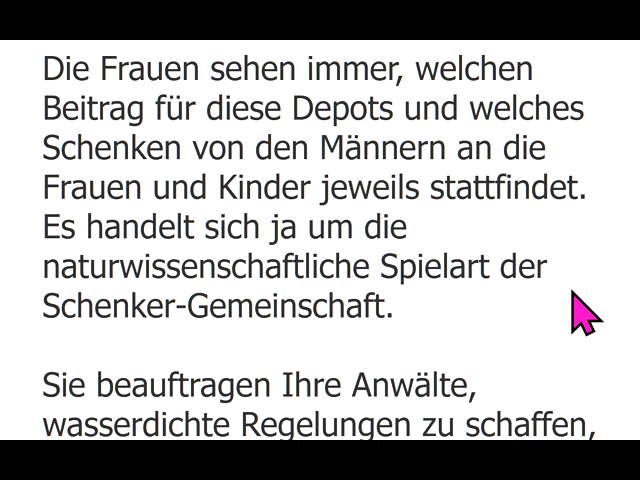 Die Frauen sehen immer, welchen
Beitrag für diese Depots und welches
Schenken von den Männern an die
Frauen und Kinder jeweils stattfindet.
Es handelt sich ja um die
naturwissenschaftliche Spielart der
Schenker-Gemeinschaft.
Sie beauftragen Ihre Anwälte,
wasserdichte Regelungen zu schaffen,